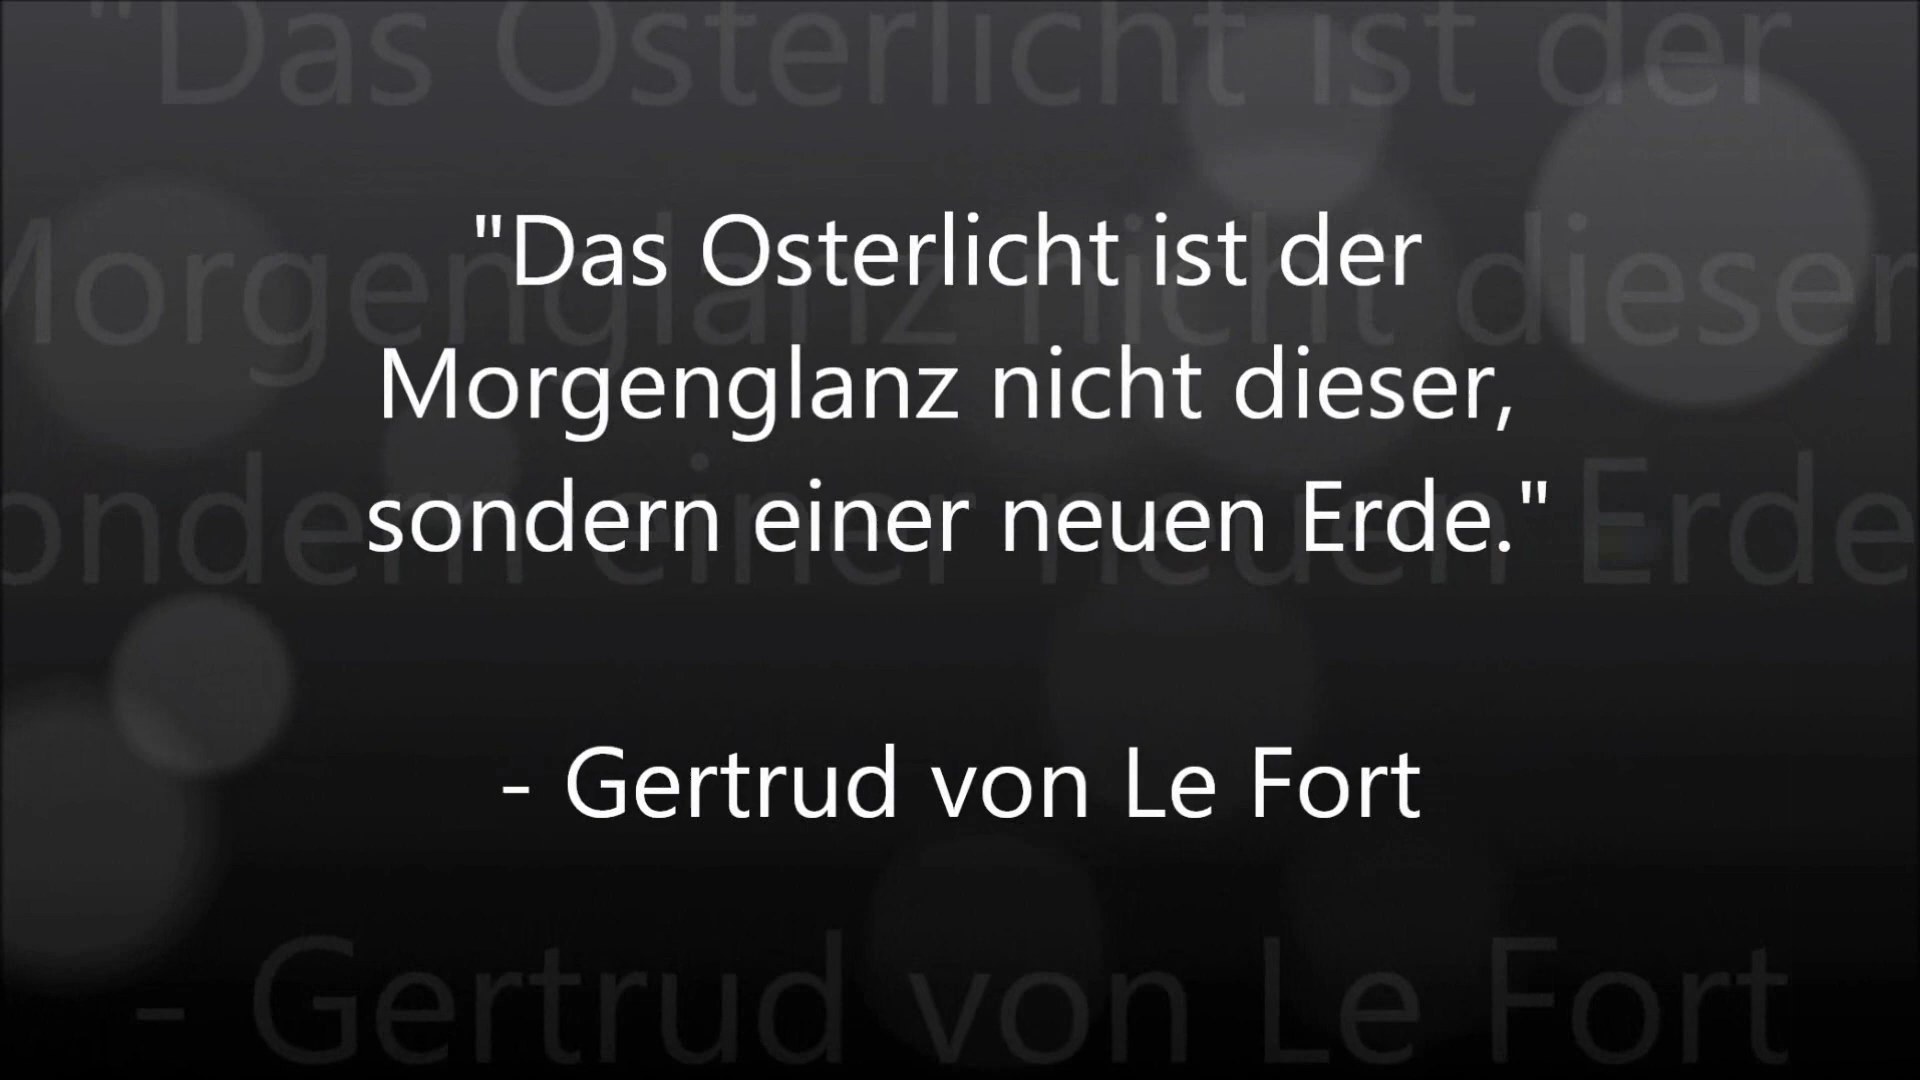 "Das Osterlicht ist der
Morgenglanz nicht dieser,
sondern einer neuen Erde."
- Gertrud von Le Fort